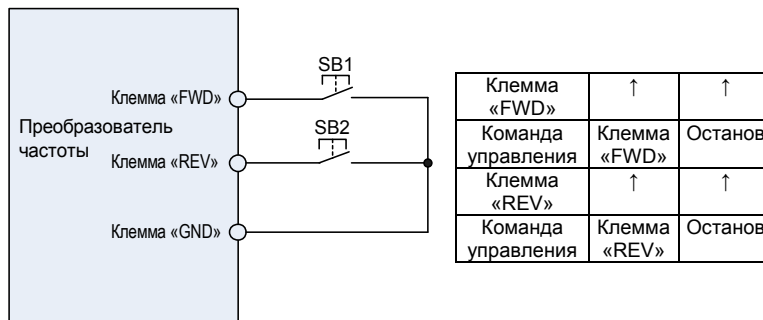 SB1
Клемма «FWD»
Преобразователь
частоты
SB2
Клемма «REV»
Клемма «GND»
Клемма
«FWD»
↑
↑
Команда
управления
Клемма
«FWD»
Останов
Клемма
«REV»
↑
↑
Команда
управления
Клемма
«REV»
Останов